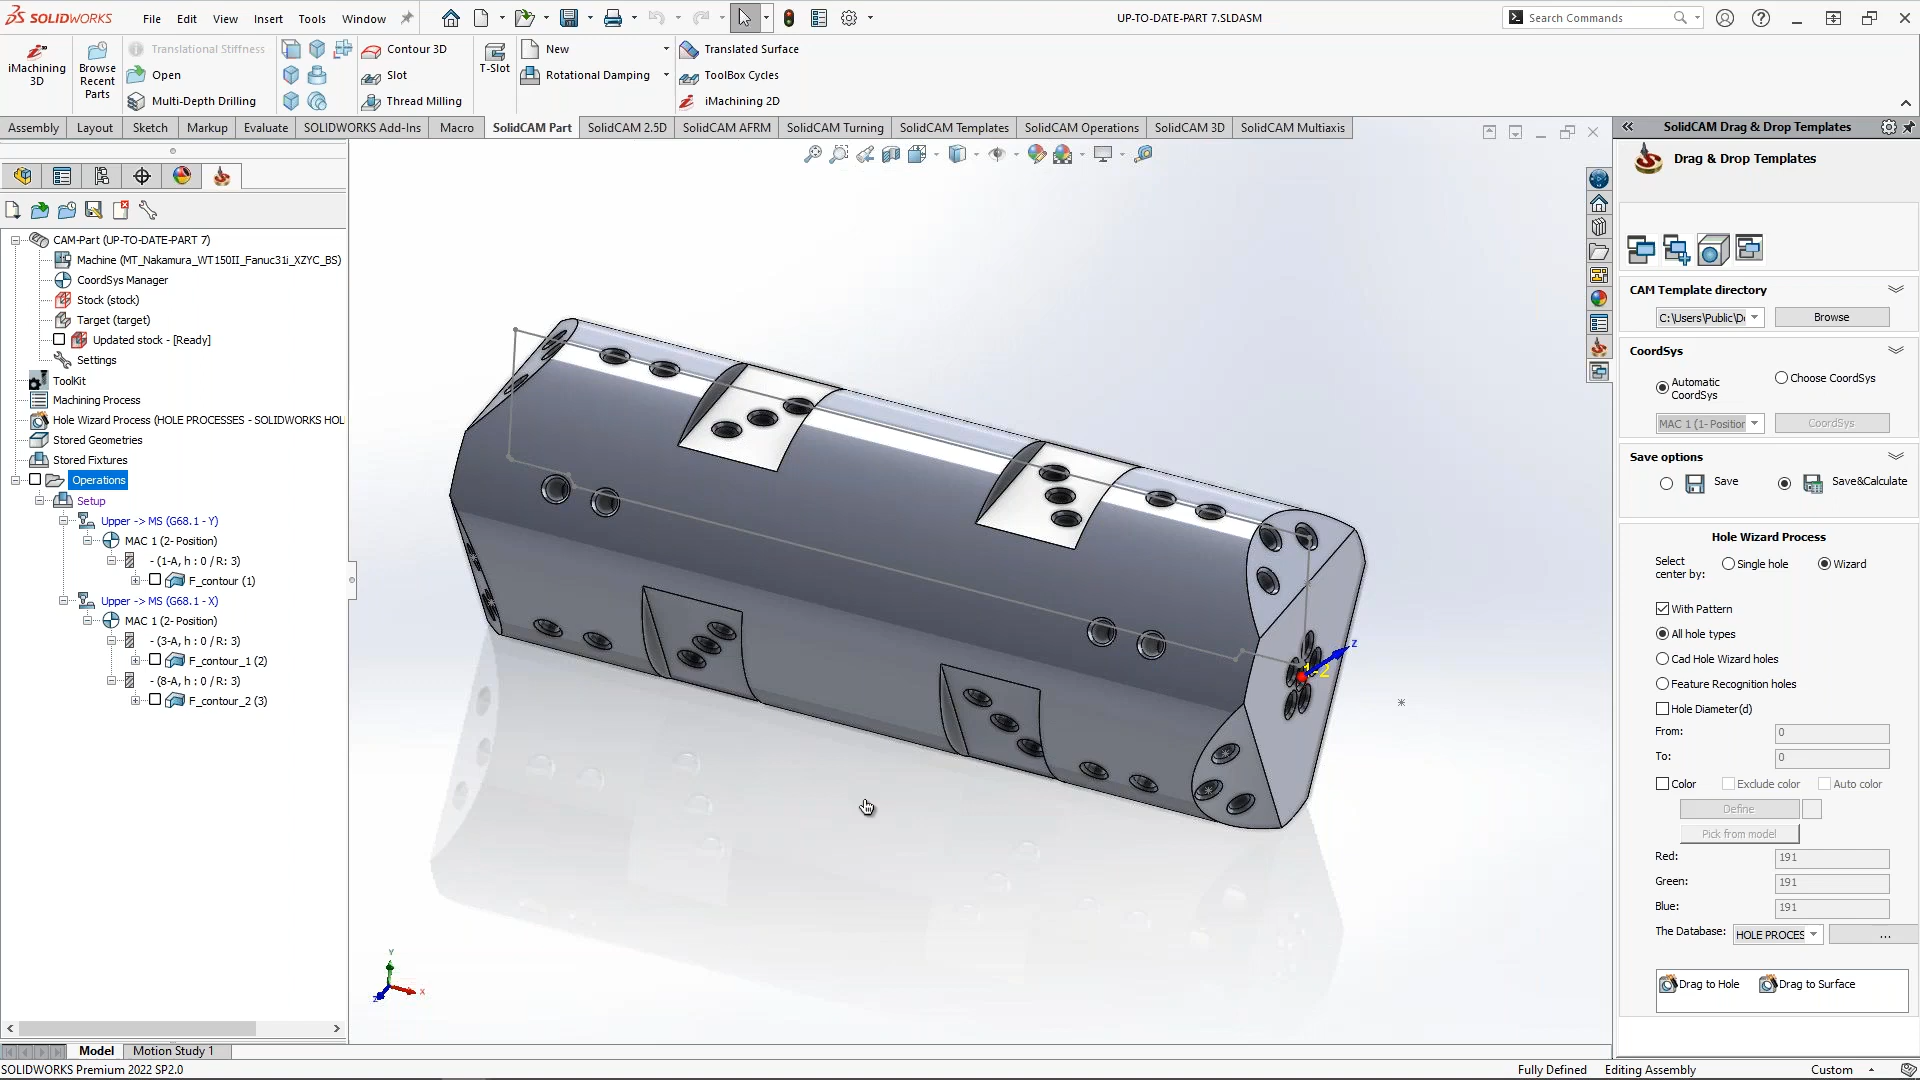 SOLIDWORKS
File
Edit
View
Insert
Tools
Window
UP-TO-DATE-PART 7.SLDASM
Search Commands
iMachining 3D
Browse Recent Parts
Translational Stiffness
Open
Multi-Depth Drilling
Contour 3D
Slot
Thread Milling
T-Slot
New
Rotational Damping
Translated Surface
ToolBox Cycles
iMachining 2D
Assembly
Layout
Sketch
Markup
Evaluate
SOLIDWORKS Add-Ins
Macro
SolidCAM Part
SolidCAM 2.5D
SolidCAM AFRM
SolidCAM Turning
SolidCAM Templates
SolidCAM Operations
SolidCAM 3D
SolidCAM Multiaxis
CAM-Part (UP-TO-DATE-PART 7)
Machine (MT_Nakamura_WT150II_Fanuc31i_XZYC_BS)
CoordSys Manager
Stock (stock)
Target (target)
Updated stock - [Ready]
Settings
ToolKit
Machining Process
Hole Wizard Process (HOLE PROCESSES - SOLIDWORKS HOL
Stored Geometries
Stored Fixtures
Operations
Setup
Upper -> MS (G68.1 - Y)
MAC 1 (2- Position)
- (1-A, h : 0 / R: 3)
F_contour (1)
Upper -> MS (G68.1 - X)
MAC 1 (2- Position)
- (3-A, h : 0 / R: 3)
F_contour_1 (2)
- (8-A, h : 0 / R: 3)
F_contour_2 (3)
Z
Y
X
Z
SolidCAM Drag & Drop Templates
Drag & Drop Templates
CAM Template directory
C:\Users\Public\D
Browse
CoordSys
Automatic CoordSys
Choose CoordSys
MAC 1 (1- Position
CoordSys
Save options
Save
Save&Calculate
Hole Wizard Process
Select center by:
Single hole
Wizard
With Pattern
All hole types
Cad Hole Wizard holes
Feature Recognition holes
Hole Diameter(d)
From:
0
To:
0
Color
Exclude color
Auto color
Define
Pick from model
Red:
191
Green:
191
Blue:
191
The Database:
HOLE PROCES
...
Drag to Hole
Drag to Surface
Model
Motion Study 1
SOLIDWORKS Premium 2022 SP2.0
Fully Defined
Editing Assembly
Custom